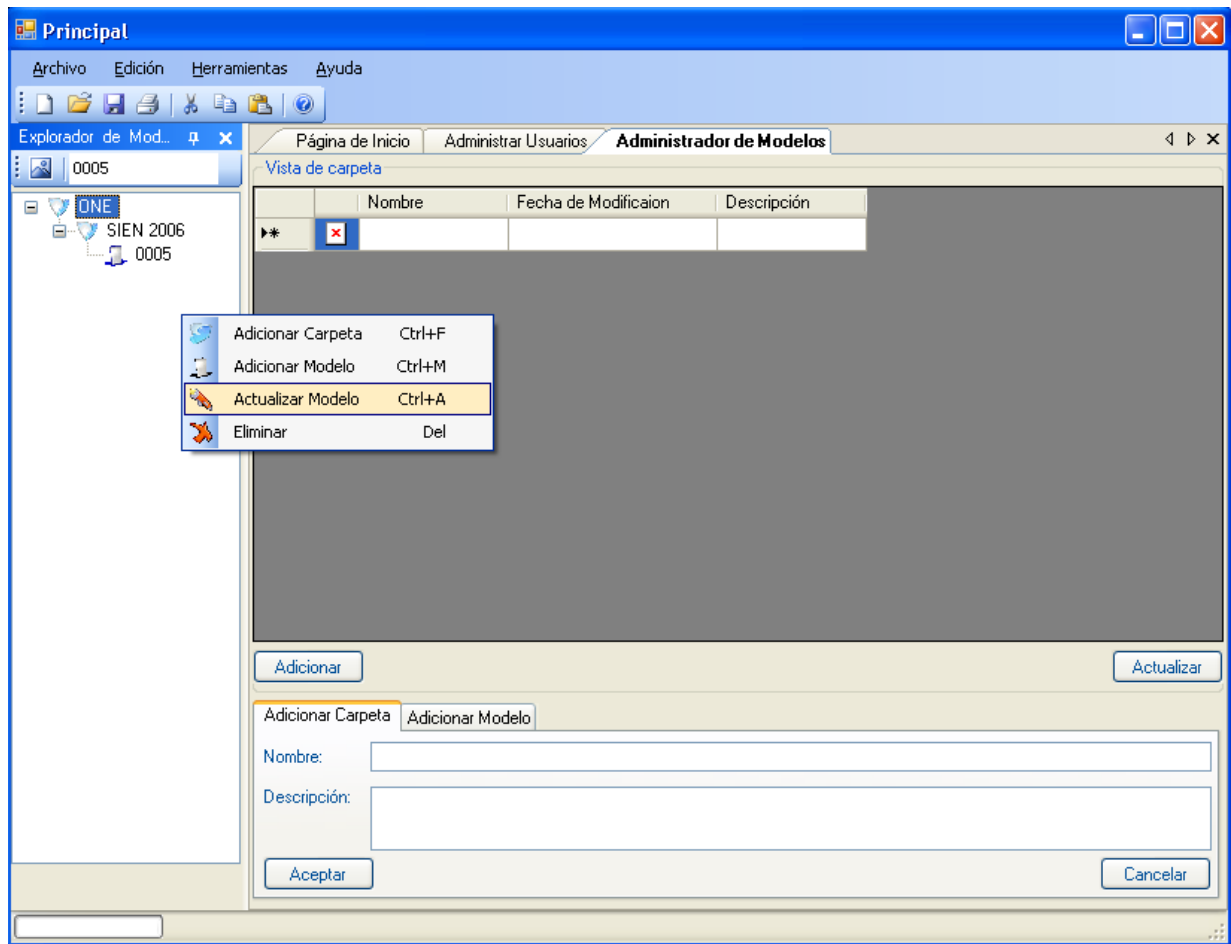 Principal
Archivo Edición Herramientas Ayuda
Explorador de Mod...
0005
ONE
SIEN 2006
0005
Página de Inicio Administrar Usuarios Administrador de Modelos
Vista de carpeta
Nombre Fecha de Modificaion Descripción
Adicionar Carpeta Ctrl+F
Adicionar Modelo Ctrl+M
Actualizar Modelo Ctrl+A
Eliminar Del
Adicionar Actualizar
Adicionar Carpeta Adicionar Modelo
Nombre:
Descripción:
Aceptar Cancelar